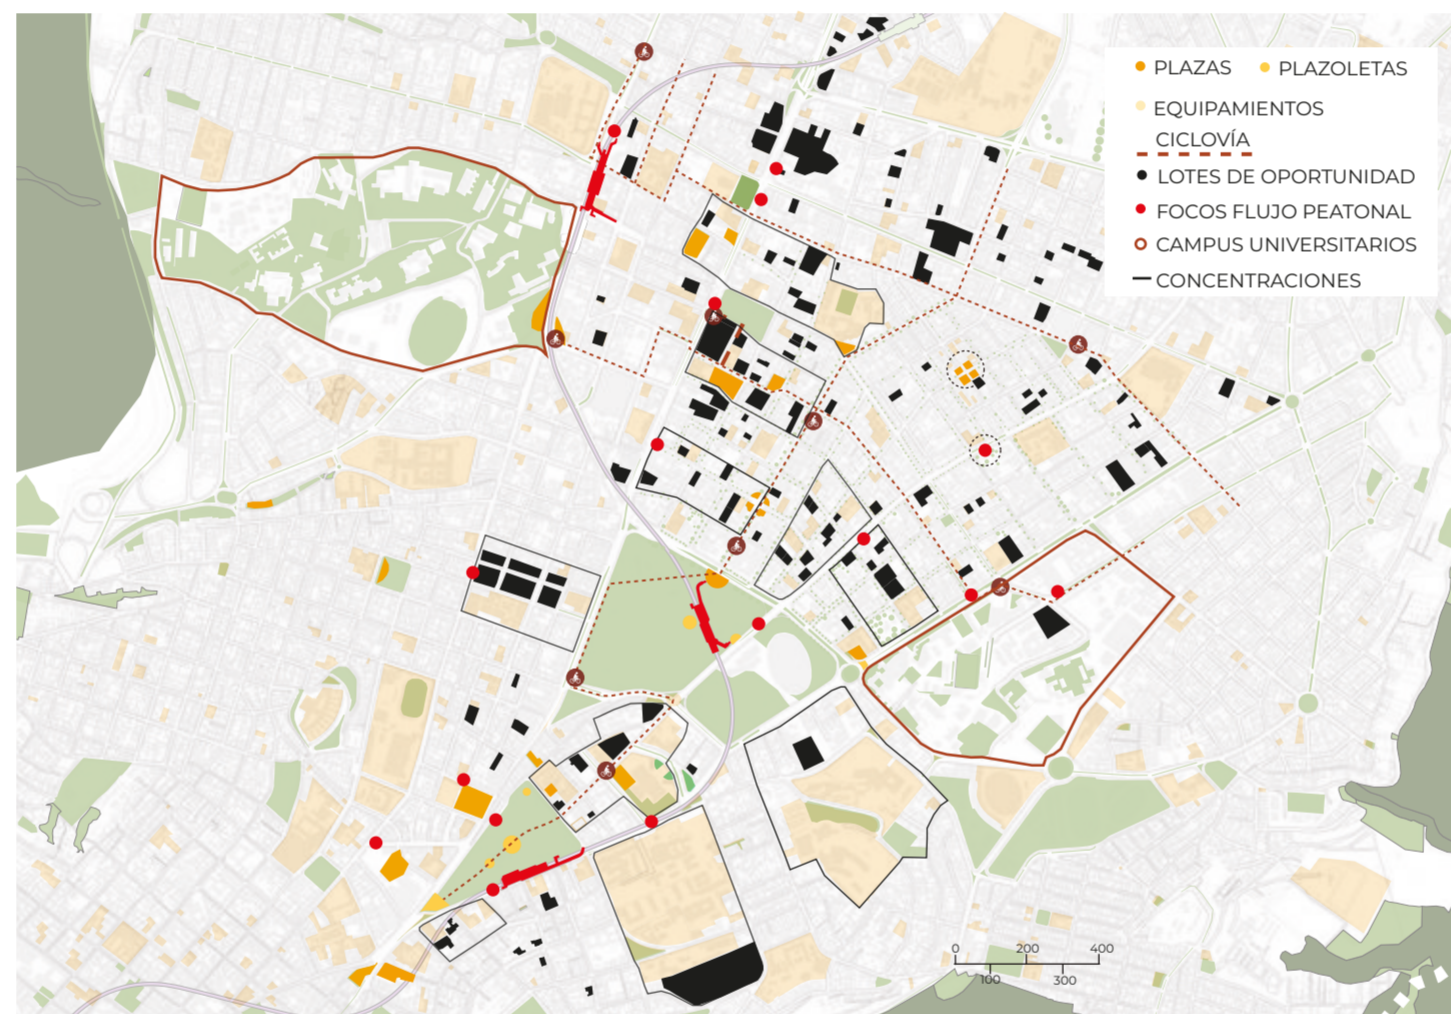 PLAZAS PLAZOLETAS
EQUIPAMIENTOS
CICLOVÍA
LOTES DE OPORTUNIDAD
FOCOS FLUJO PEATONAL
CAMPUS UNIVERSITARIOS
CONCENTRACIONES
0 200 400
100 300